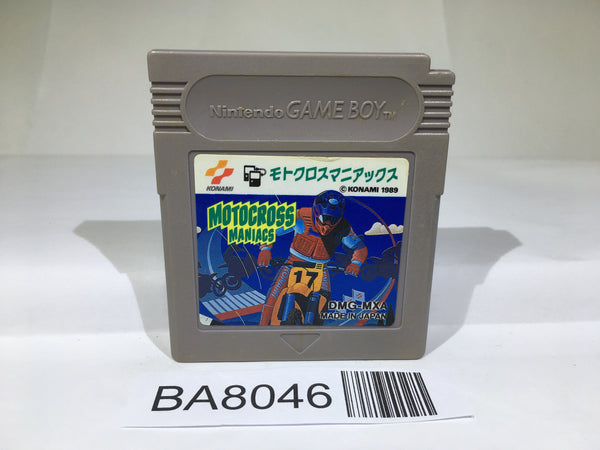 Nintendo GAME BOY TM
KONAMI
モトクロスマニアックス
© KONAMI 1989
MOTOCROSS
MANIACS
17
DMG-MXA
MADE IN JAPAN
BA8046